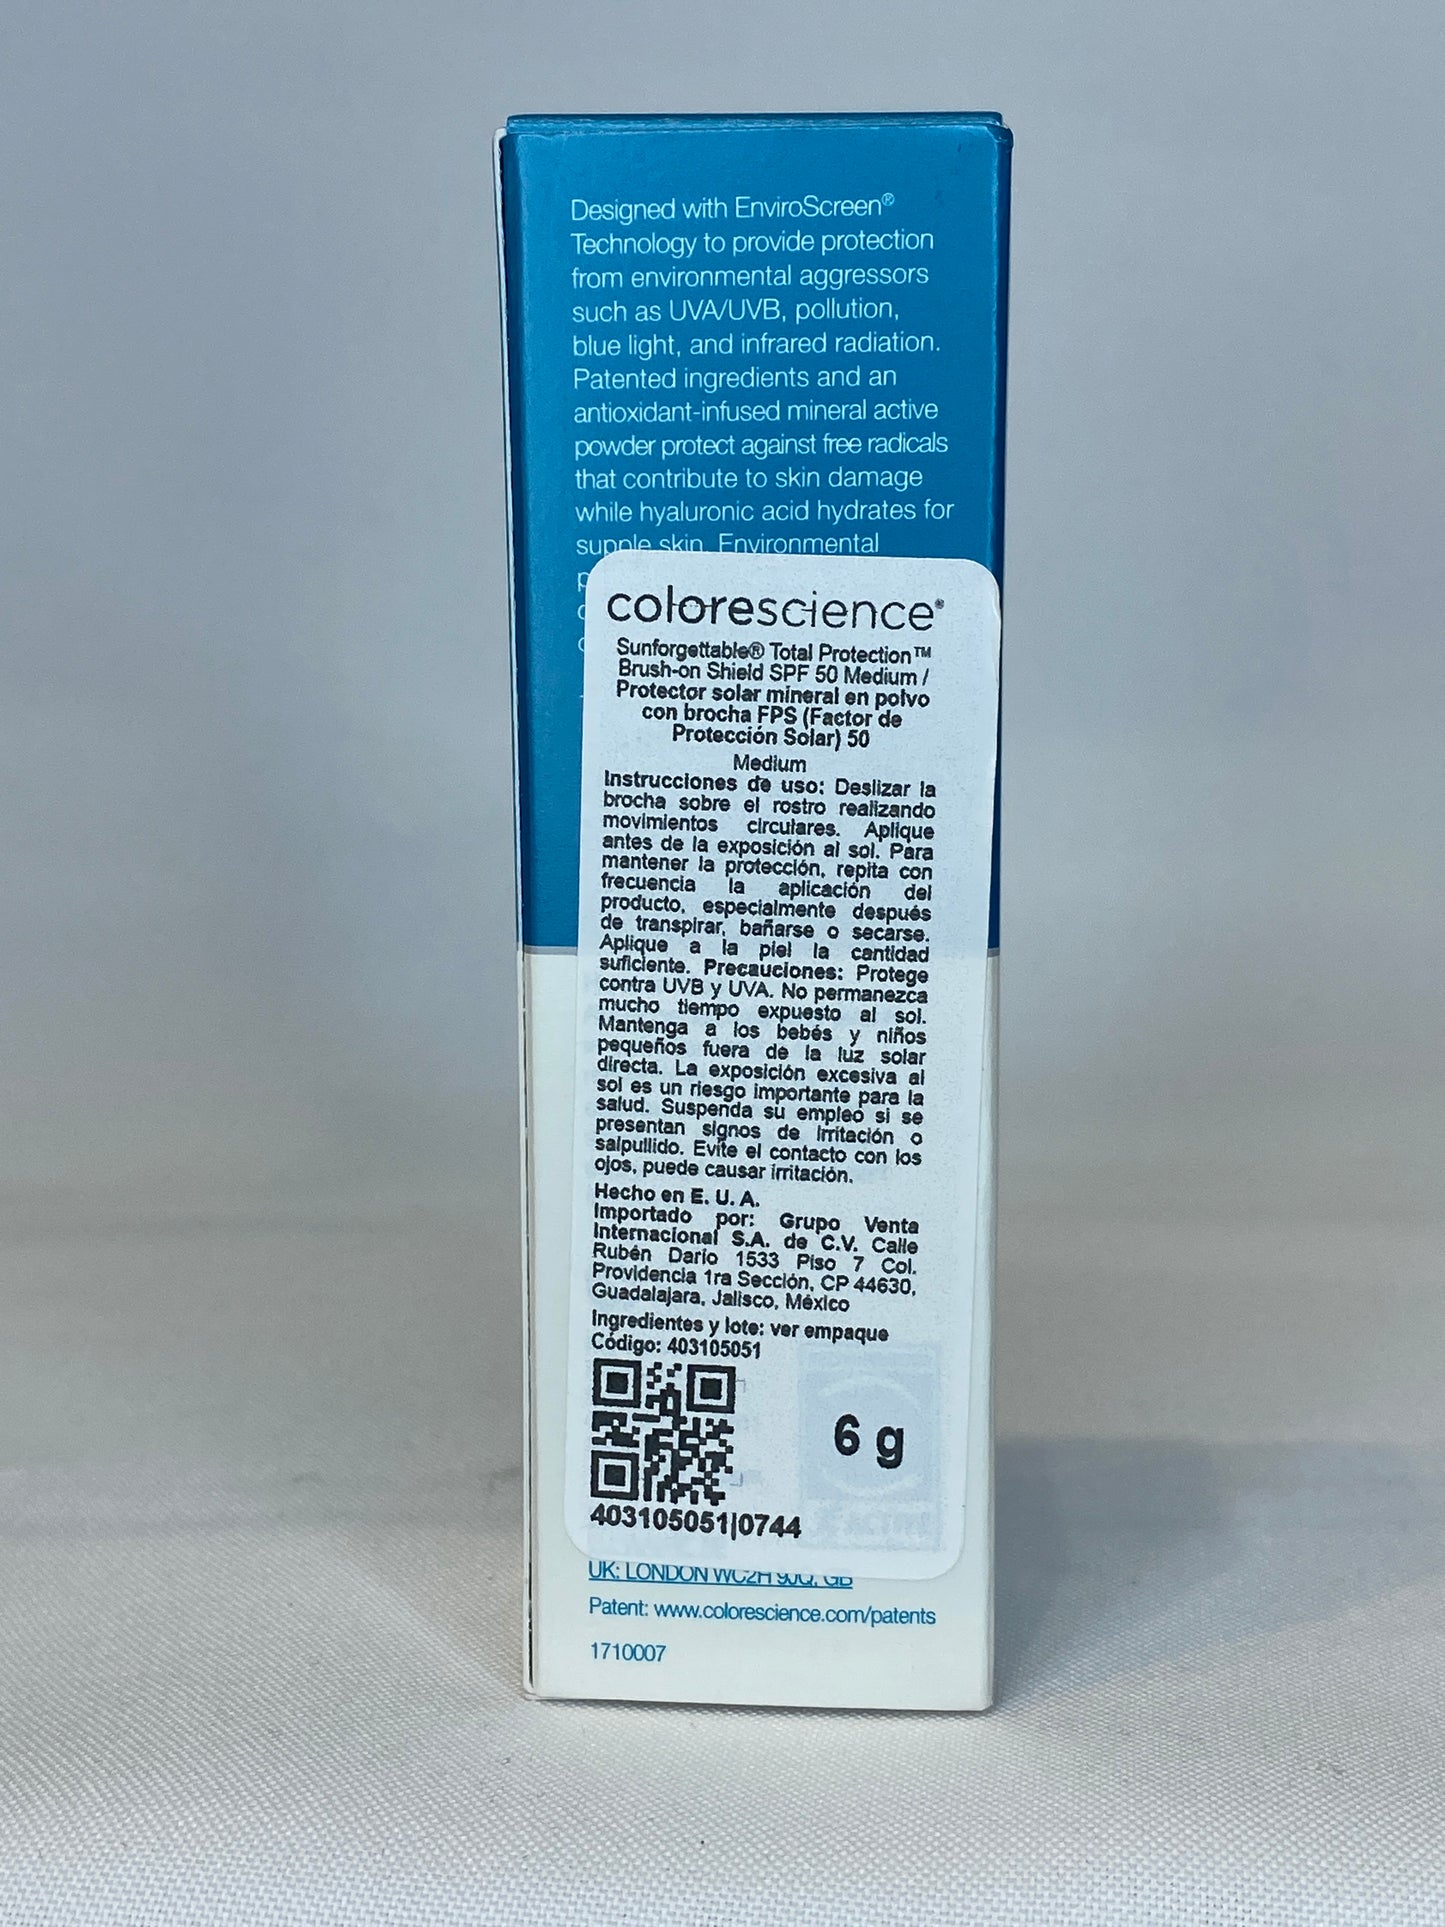 Designed with EnviroScreen®
Technology to provide protection
from environmental aggressors
such as UVA/UVB, pollution,
blue light, and infrared radiation.
Patented ingredients and an
antioxidant-infused mineral active
powder protect against free radicals
that contribute to skin damage
while hyaluronic acid hydrates for
supple skin. Environmental
colorescience®
Sunforgettable® Total Protection™
Brush-on Shield SPF 50 Medium /
Protector solar mineral en polvo
con brocha FPS (Factor de
Protección Solar) 50
Medium
Instrucciones de uso: Deslizar la
brocha sobre el rostro realizando
movimientos circulares. Aplique
antes de la exposición al sol. Para
mantener la protección, repita con
frecuencia la aplicación del
producto, especialmente después
de transpirar, bañarse o secarse.
Aplique a la piel la cantidad
suficiente. Precauciones: Protege
contra UVB y UVA. No permanezca
mucho tiempo expuesto al sol.
Mantenga a los bebés y niños
pequeños fuera de la luz solar
directa. La exposición excesiva al
sol es un riesgo importante para la
salud. Suspenda su empleo si se
presentan signos de irritación o
salpullido. Evite el contacto con los
ojos, puede causar irritación.
Hecho en E. U. A.
Importado por: Grupo Venta
Internacional S.A. de C.V. Calle
Rubén Darío 1533 Piso 7 Col.
Providencia 1ra Sección, CP 44630,
Guadalajara, Jalisco, México
Ingredientes y lote: ver empaque
Código: 403105051
6 g
403105051|0744
UK: LONDON WC2H 9JQ, GB
Patent: www.colorescience.com/patents
1710007